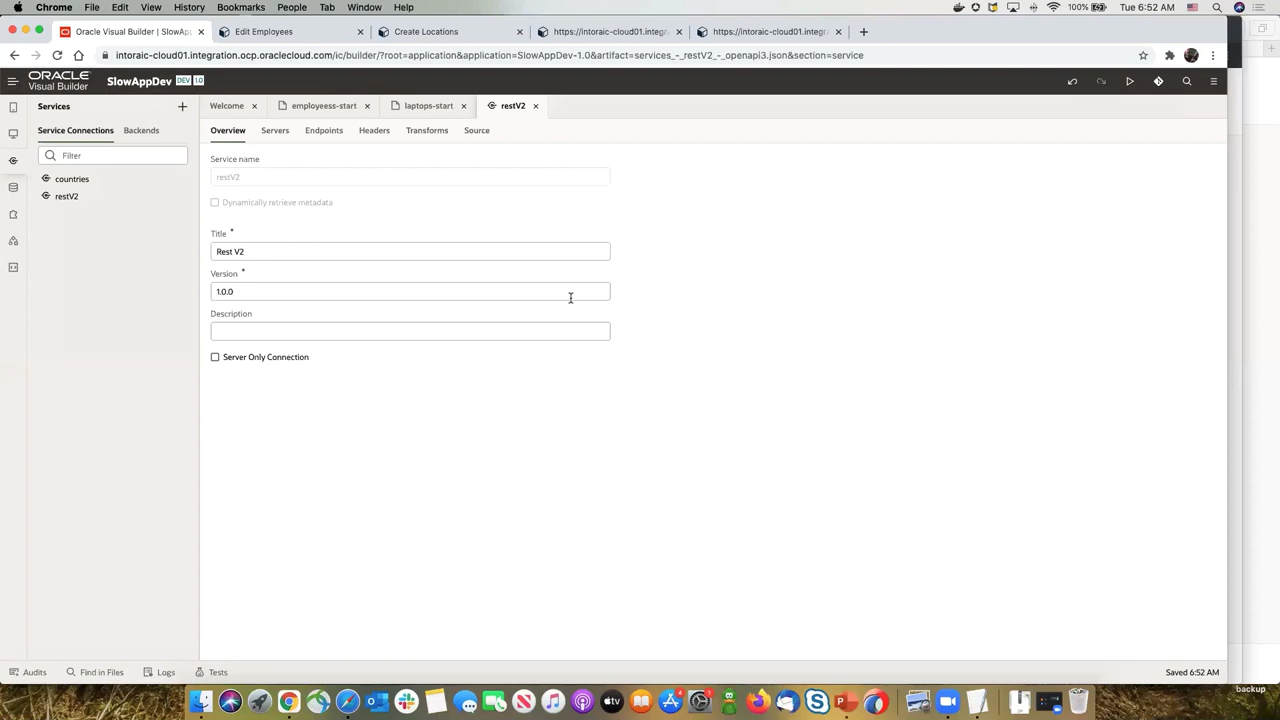 Chrome File Edit View History Bookmarks People Tab Window Help 100% Tue 6:52 AM
Oracle Visual Builder | SlowApp Edit Employees Create Locations https://intoraic-cloud01.integr https://intoraic-cloud01.integr
intoraic-cloud01.integration.ocp.oraclecloud.com/ic/builder/?root=application&application=SlowAppDev-1.0&artifact=services_-_restV2_-_openapi3.json&section=service
ORACLE
Visual Builder
SlowAppDev DEV 1.0
Services Welcome employeess-start laptops-start restV2
Service Connections Backends Overview Servers Endpoints Headers Transforms Source
Filter
countries
restV2
Service name
restV2
Dynamically retrieve metadata
Title *
Rest V2
Version *
1.0.0
Description
Server Only Connection
Audits Find in Files Logs Tests Saved 6:52 AM
backup